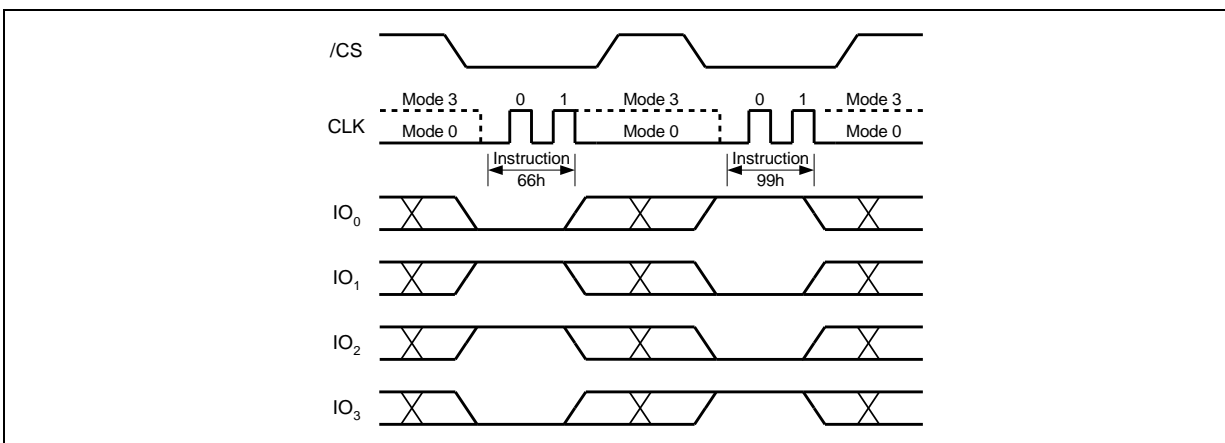 /CS
Mode 3 0 1 Mode 3 0 1 Mode 3
CLK Mode 0 Mode 0 Mode 0
Instruction Instruction
66h 99h
IO0
IO1
IO2
IO3